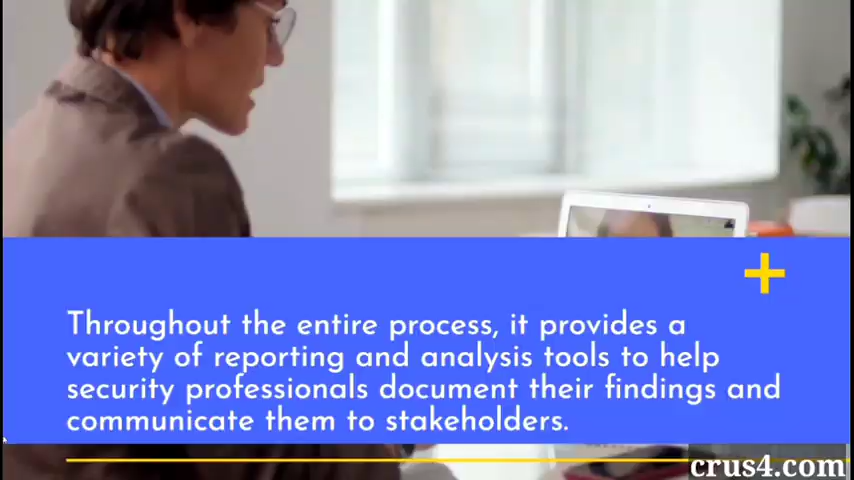 Throughout the entire process, it provides a
variety of reporting and analysis tools to help
security professionals document their findings and
communicate them to stakeholders.
crus4.com